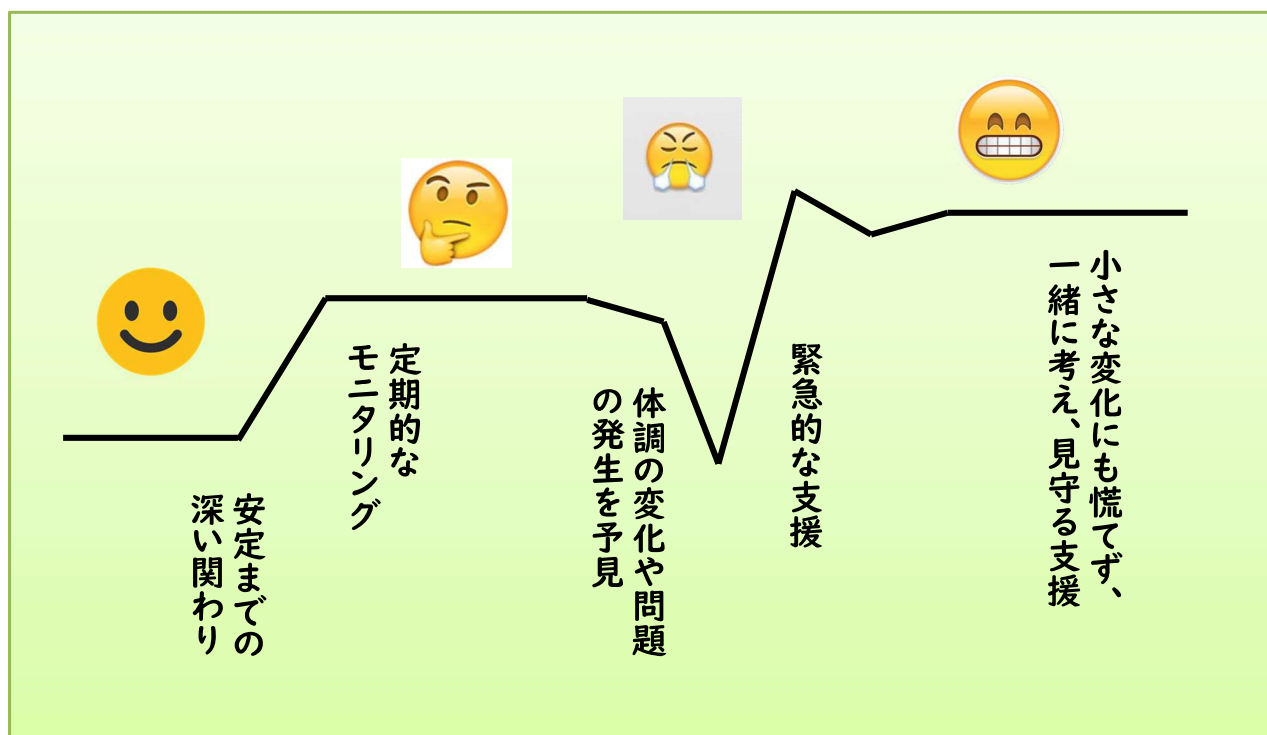 安定までの
深い関わり
定期的な
モニタリング
体調の変化や問題
の発生を予見
緊急的な支援
小さな変化にも慌てず、
一緒に考え、見守る支援